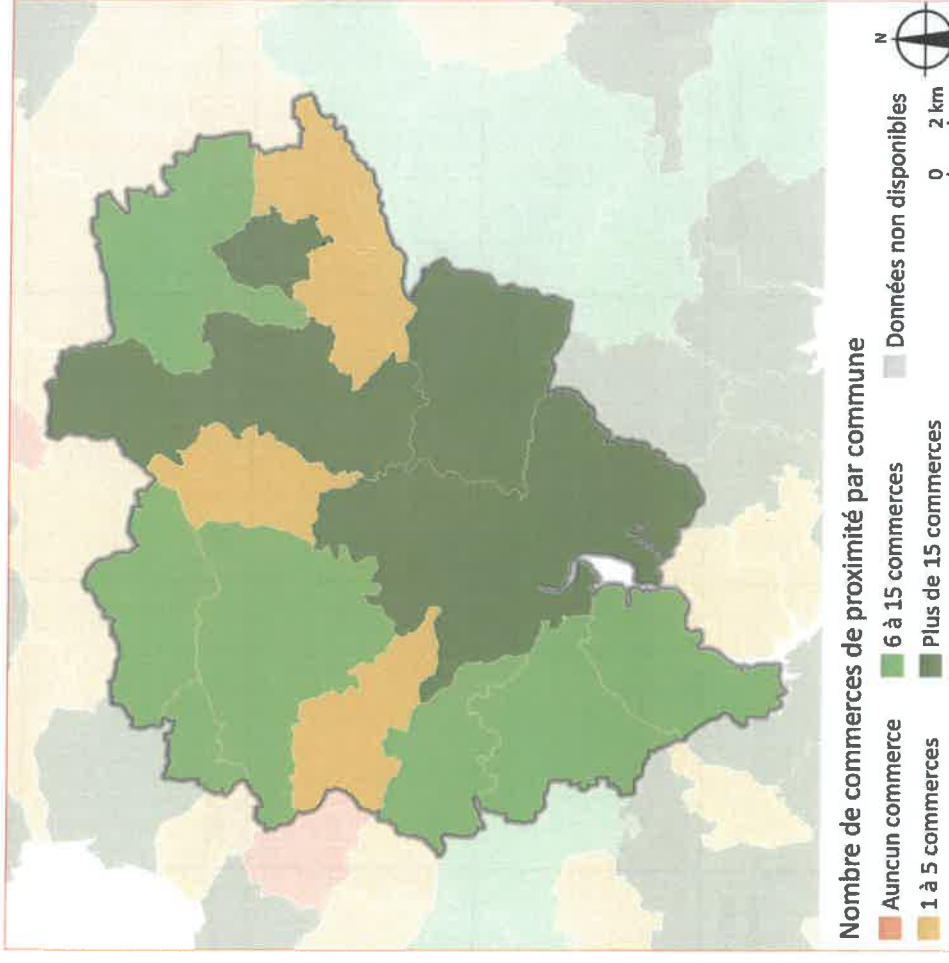 Nombre de commerces de proximité par commune
Auncun commerce
1 à 5 commerces
6 à 15 commerces
Plus de 15 commerces
Données non disponibles
N
0 2 km